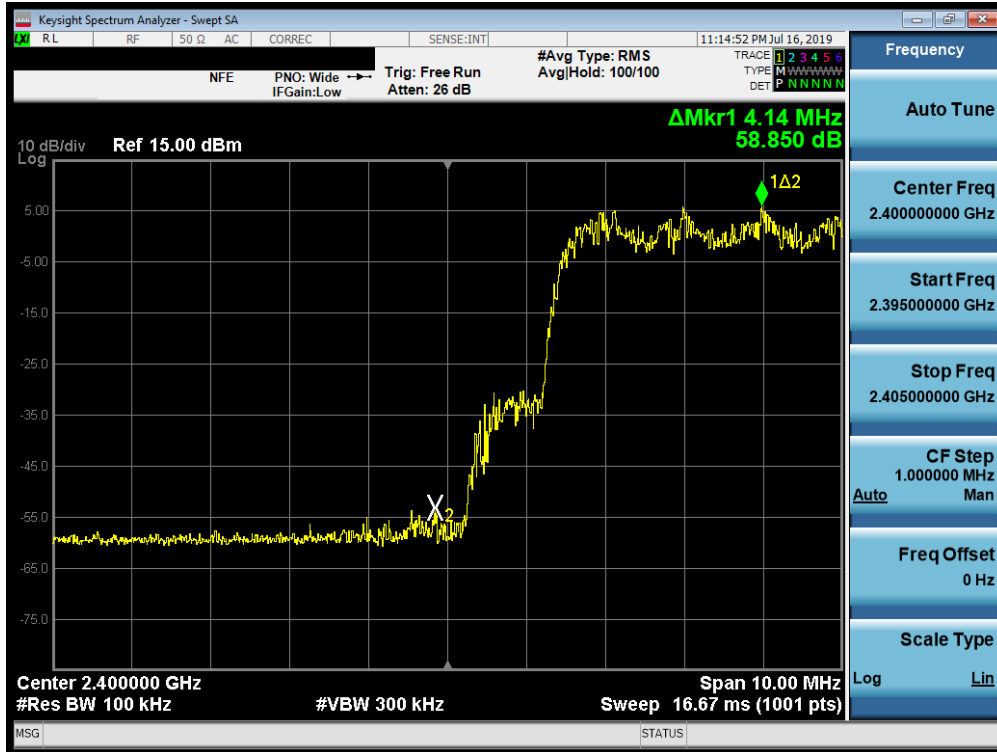 Keysight Spectrum Analyzer - Swept SA
LXI RL RF 50 Ω AC CORREC SENSE:INT 11:14:52 PM Jul 16, 2019
NFE PNO: Wide Trig: Free Run #Avg Type: RMS TRACE 1 2 3 4 5 6
IFGain:Low Atten: 26 dB Avg|Hold: 100/100 TYPE M WWWWW
DET P N N N N N
ΔMkr1 4.14 MHz
58.850 dB
10 dB/div Ref 15.00 dBm
Log
1Δ2
5.00
-5.00
-15.0
-25.0
-35.0
-45.0
-55.0
X2
-65.0
-75.0
Center 2.400000 GHz Span 10.00 MHz
#Res BW 100 kHz #VBW 300 kHz Sweep 16.67 ms (1001 pts)
MSG STATUS
Frequency
Auto Tune
Center Freq
2.400000000 GHz
Start Freq
2.395000000 GHz
Stop Freq
2.405000000 GHz
CF Step
1.000000 MHz
Auto Man
Freq Offset
0 Hz
Scale Type
Log Lin